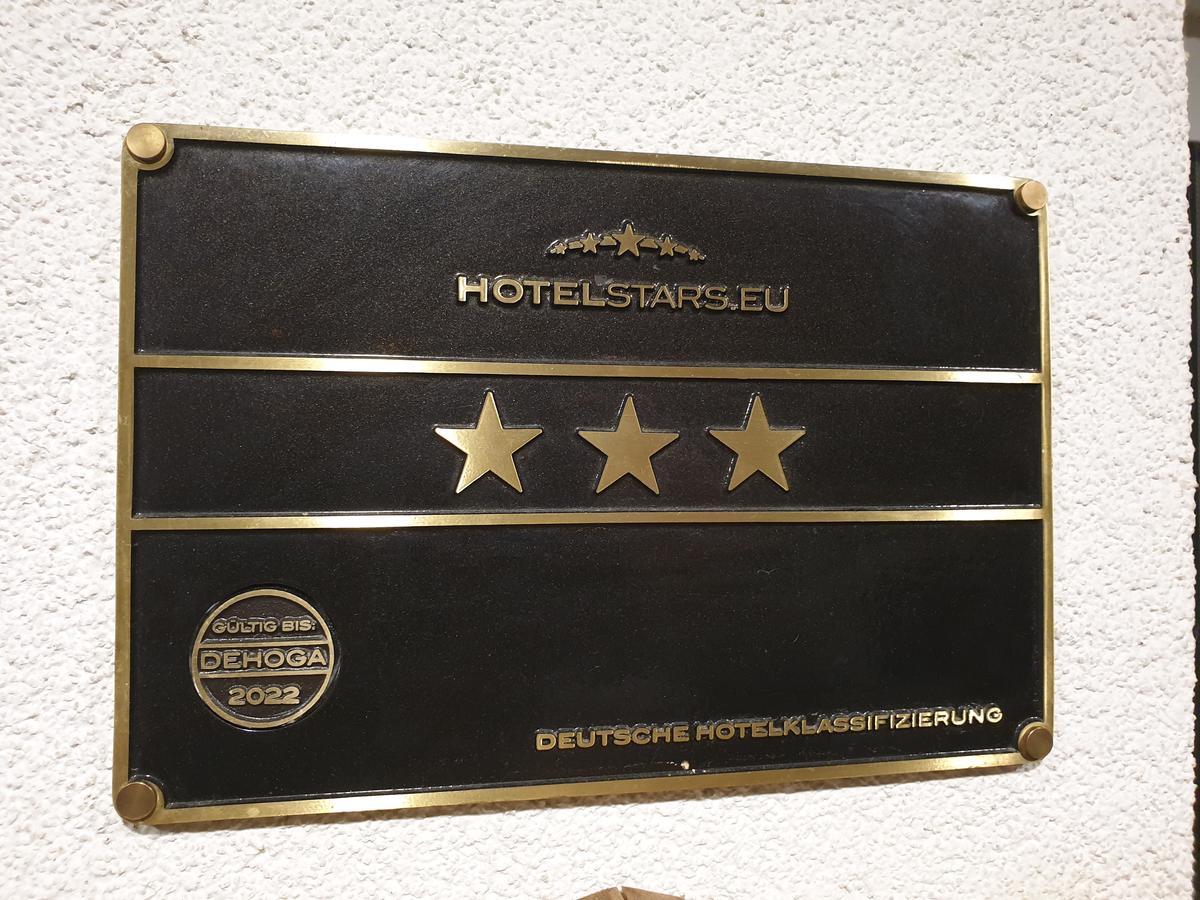 HOTELSTARS.EU
GÜLTIG BIS:
DEHOGA
2022
DEUTSCHE HOTELKLASSIFIZIERUNG